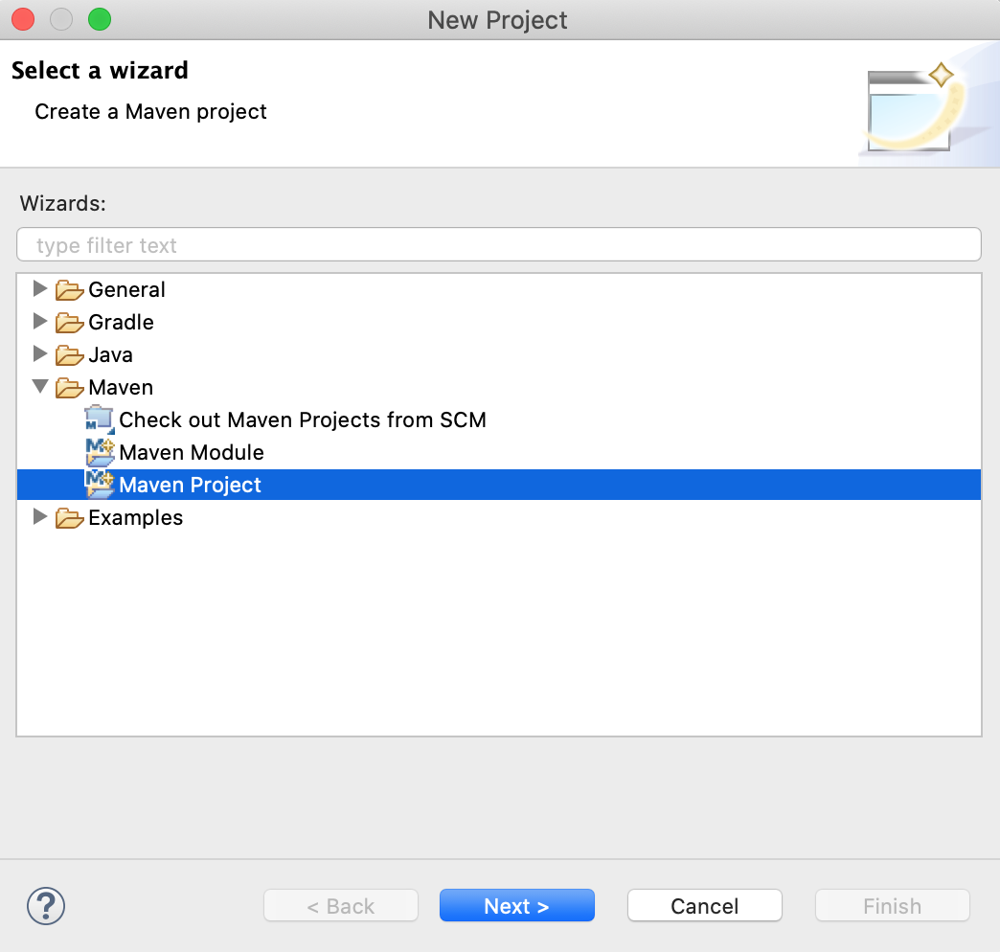 New Project
Select a wizard
Create a Maven project
Wizards:
type filter text
General
Gradle
Java
Maven
Check out Maven Projects from SCM
Maven Module
Maven Project
Examples
? < Back Next > Cancel Finish